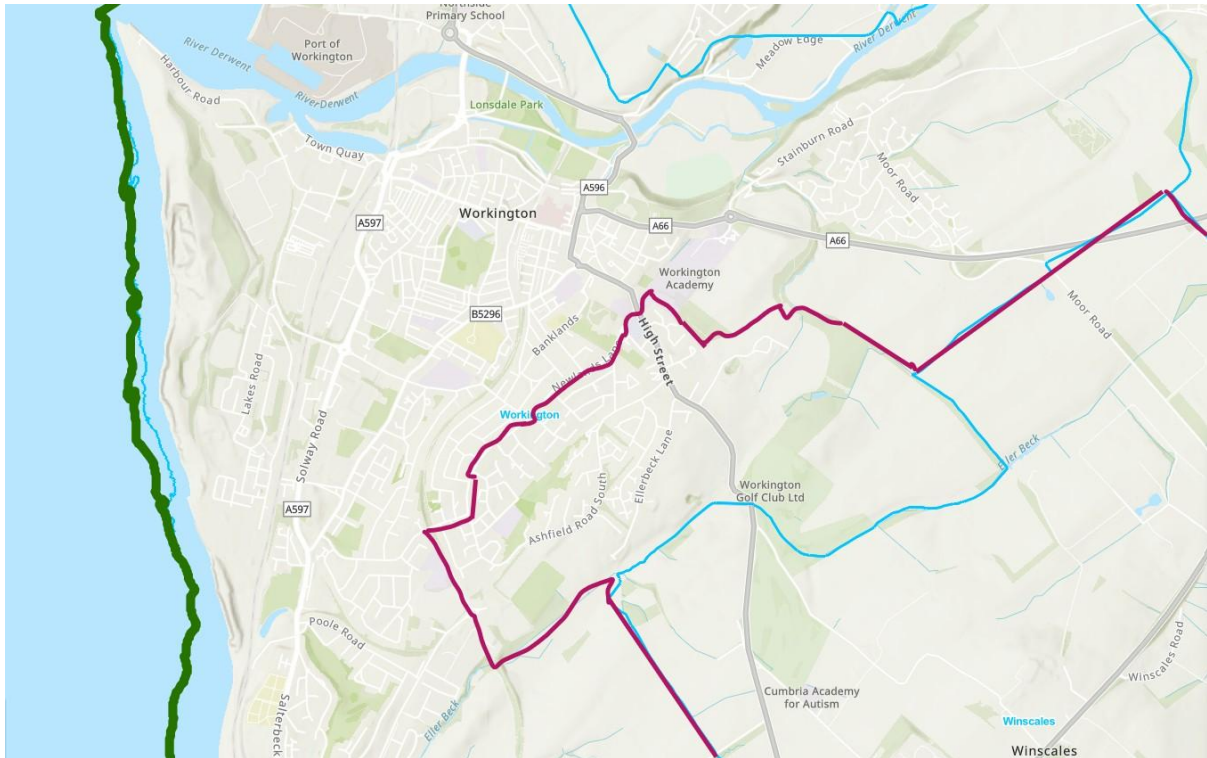 Northside
Primary School
Port of
Workington
River Derwent
River Derwent
Meadow Edge
River Derwent
Harbour Road
Lonsdale Park
Town Quay
Stainburn Road
Moor Road
A596
Workington
A597
A66
A66
Workington
Academy
Moor Road
B5296
Banklands
High Street
Newlands Lane
Lakes Road
Workington
Solway Road
Eller Beck
Ellerbeck Lane
Workington
Golf Club Ltd
A597
Ashfield Road South
Poole Road
Winscales Road
Salterbeck
Eller Beck
Cumbria Academy
for Autism
Winscales
Winscales